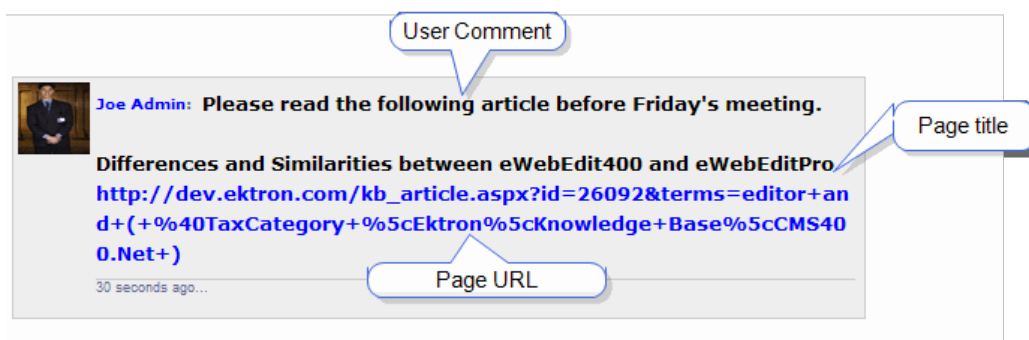 User Comment
Joe Admin: Please read the following article before Friday's meeting.
Page title
Differences and Similarities between eWebEdit400 and eWebEditPro
http://dev.ektron.com/kb_article.aspx?id=26092&terms=editor+an
d+(+%40TaxCategory+%5cEktron%5cKnowledge+Base%5cCMS40
0.Net+)
Page URL
30 seconds ago...